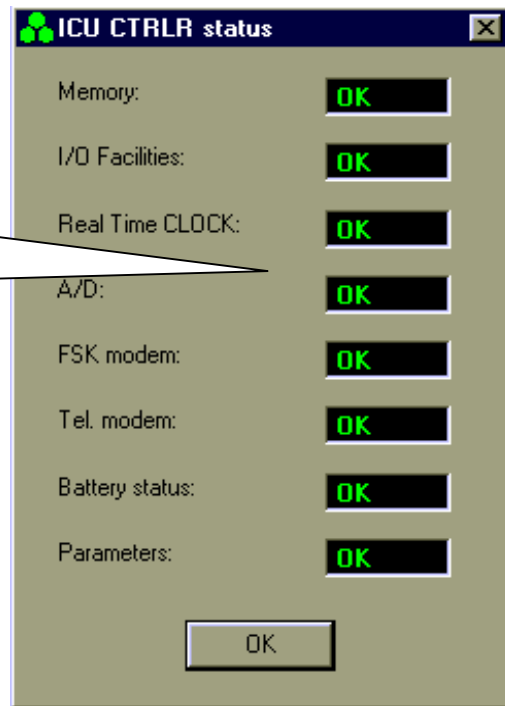 ICU CTRLR status
Memory: OK
I/O Facilities: OK
Real Time CLOCK: OK
A/D: OK
FSK modem: OK
Tel. modem: OK
Battery status: OK
Parameters: OK
OK